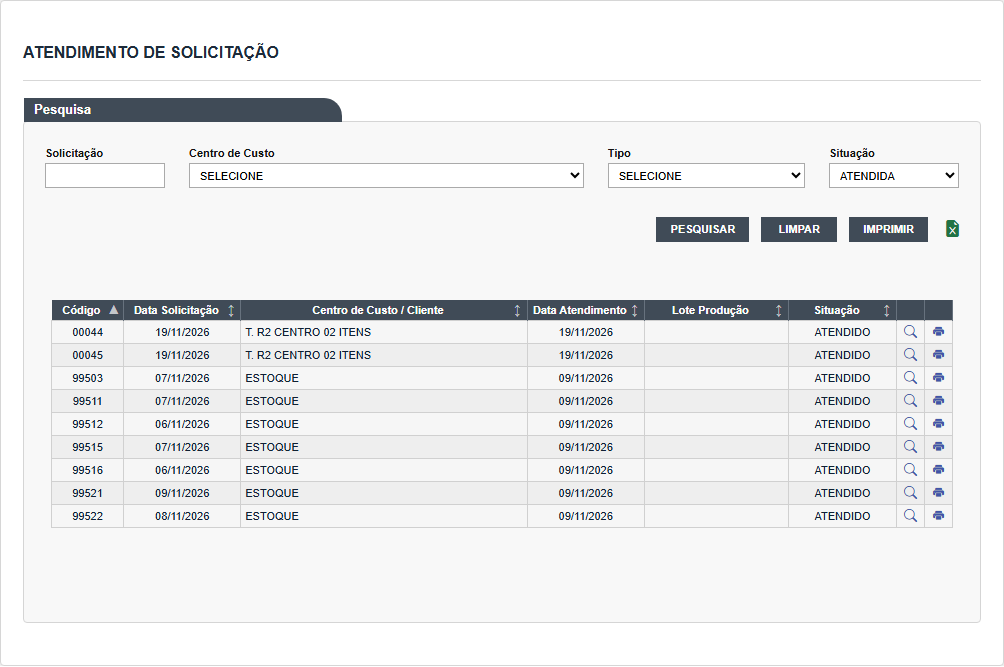 ATENDIMENTO DE SOLICITAÇÃO
Pesquisa
Solicitação Centro de Custo Tipo Situação
SELECIONE SELECIONE ATENDIDA
PESQUISAR LIMPAR IMPRIMIR
Código Data Solicitação Centro de Custo / Cliente Data Atendimento Lote Produção Situação
00044 19/11/2026 T. R2 CENTRO 02 ITENS 19/11/2026 ATENDIDO
00045 19/11/2026 T. R2 CENTRO 02 ITENS 19/11/2026 ATENDIDO
99503 07/11/2026 ESTOQUE 09/11/2026 ATENDIDO
99511 07/11/2026 ESTOQUE 09/11/2026 ATENDIDO
99512 06/11/2026 ESTOQUE 09/11/2026 ATENDIDO
99515 07/11/2026 ESTOQUE 09/11/2026 ATENDIDO
99516 06/11/2026 ESTOQUE 09/11/2026 ATENDIDO
99521 09/11/2026 ESTOQUE 09/11/2026 ATENDIDO
99522 08/11/2026 ESTOQUE 09/11/2026 ATENDIDO